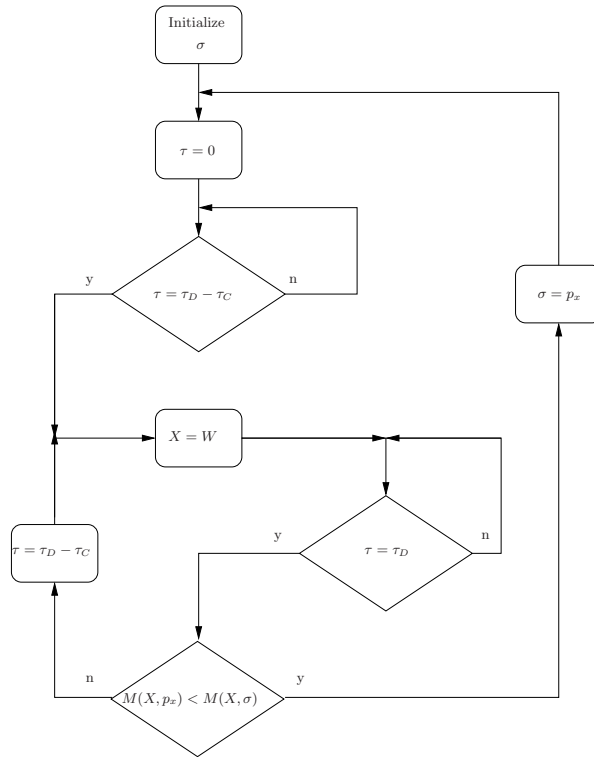 Initialize
σ
τ = 0
y
n
τ = τ_D − τ_C
σ = p_x
X = W
τ = τ_D − τ_C
y
n
τ = τ_D
n
y
M(X, p_x) < M(X, σ)